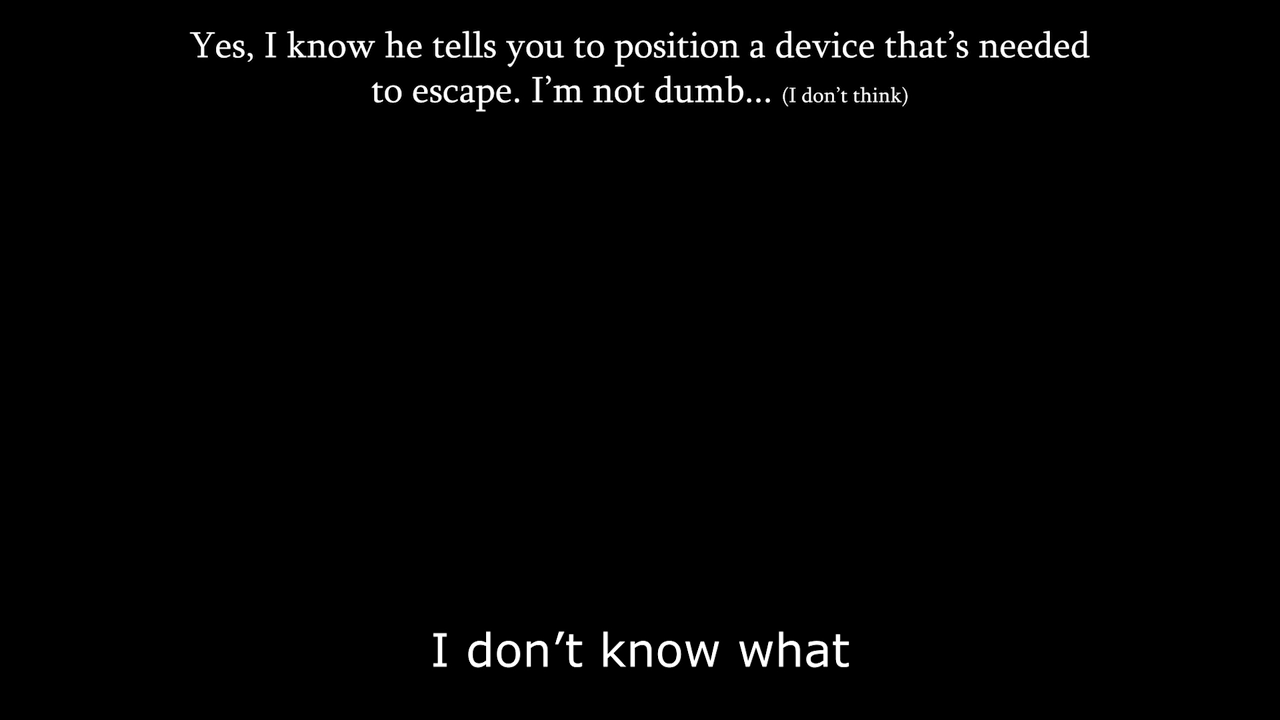 Yes, I know he tells you to position a device that’s needed
to escape. I’m not dumb... (I don’t think)
I don’t know what